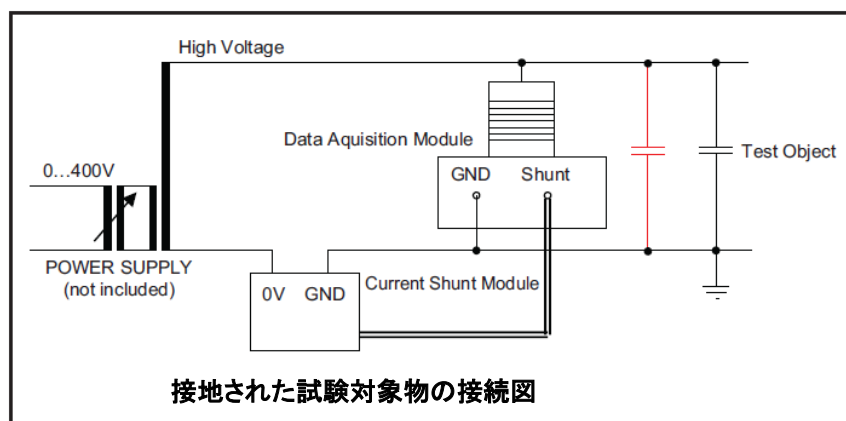 High Voltage
Data Aquisition Module
0...400V
GND Shunt
Test Object
POWER SUPPLY
(not included)
0V GND
Current Shunt Module
接地された試験対象物の接続図